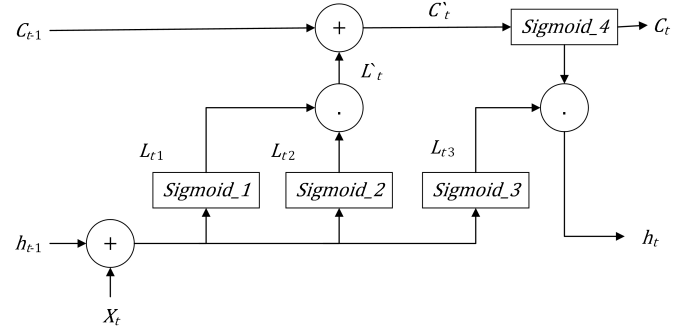 C`t
Ct-1
+
Sigmoid_4
Ct
L`t
.
.
Lt1
Lt2
Lt3
Sigmoid_1
Sigmoid_2
Sigmoid_3
ht-1
+
ht
Xt